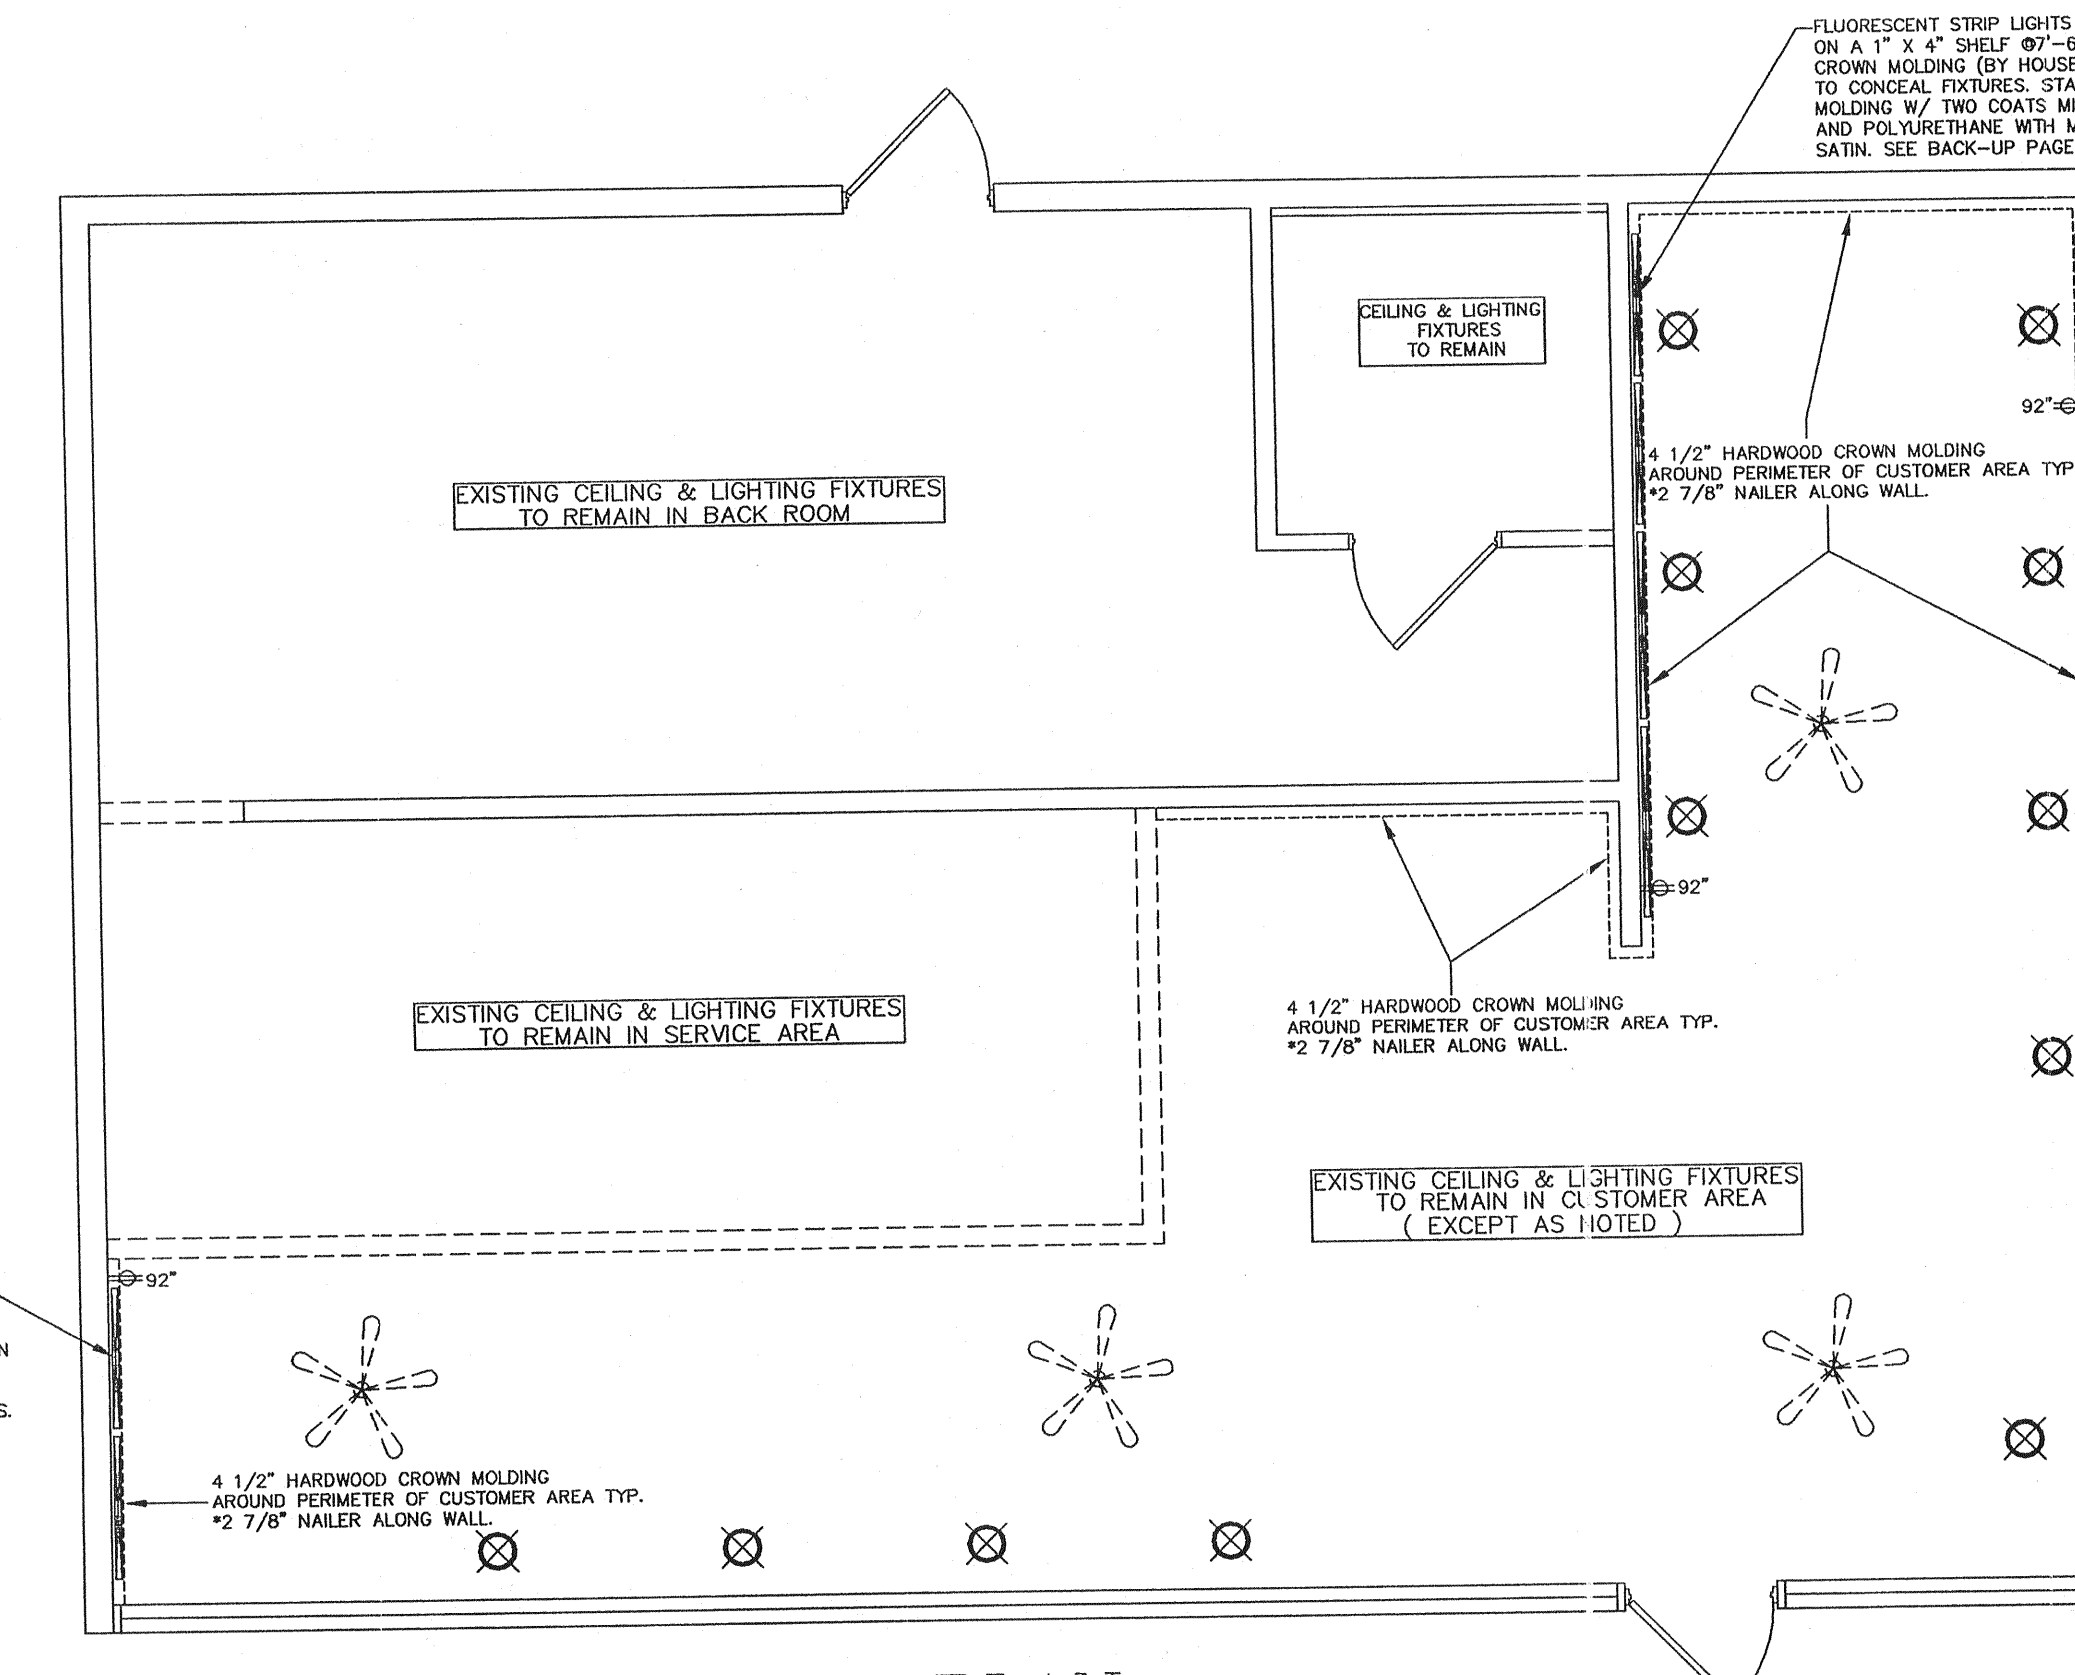 FLUORESCENT STRIP LIGHTS
ON A 1" X 4" SHELF @7'-6
CROWN MOLDING (BY HOUSE
TO CONCEAL FIXTURES. STA
MOLDING W/ TWO COATS MI
AND POLYURETHANE WITH M
SATIN. SEE BACK-UP PAGE
CEILING & LIGHTING
FIXTURES
TO REMAIN
92"
4 1/2" HARDWOOD CROWN MOLDING
AROUND PERIMETER OF CUSTOMER AREA TYP
*2 7/8" NAILER ALONG WALL.
EXISTING CEILING & LIGHTING FIXTURES
TO REMAIN IN BACK ROOM
92"
EXISTING CEILING & LIGHTING FIXTURES
TO REMAIN IN SERVICE AREA
4 1/2" HARDWOOD CROWN MOLDING
AROUND PERIMETER OF CUSTOMER AREA TYP.
*2 7/8" NAILER ALONG WALL.
EXISTING CEILING & LIGHTING FIXTURES
TO REMAIN IN CUSTOMER AREA
( EXCEPT AS NOTED )
92"
N
S.
4 1/2" HARDWOOD CROWN MOLDING
AROUND PERIMETER OF CUSTOMER AREA TYP.
*2 7/8" NAILER ALONG WALL.